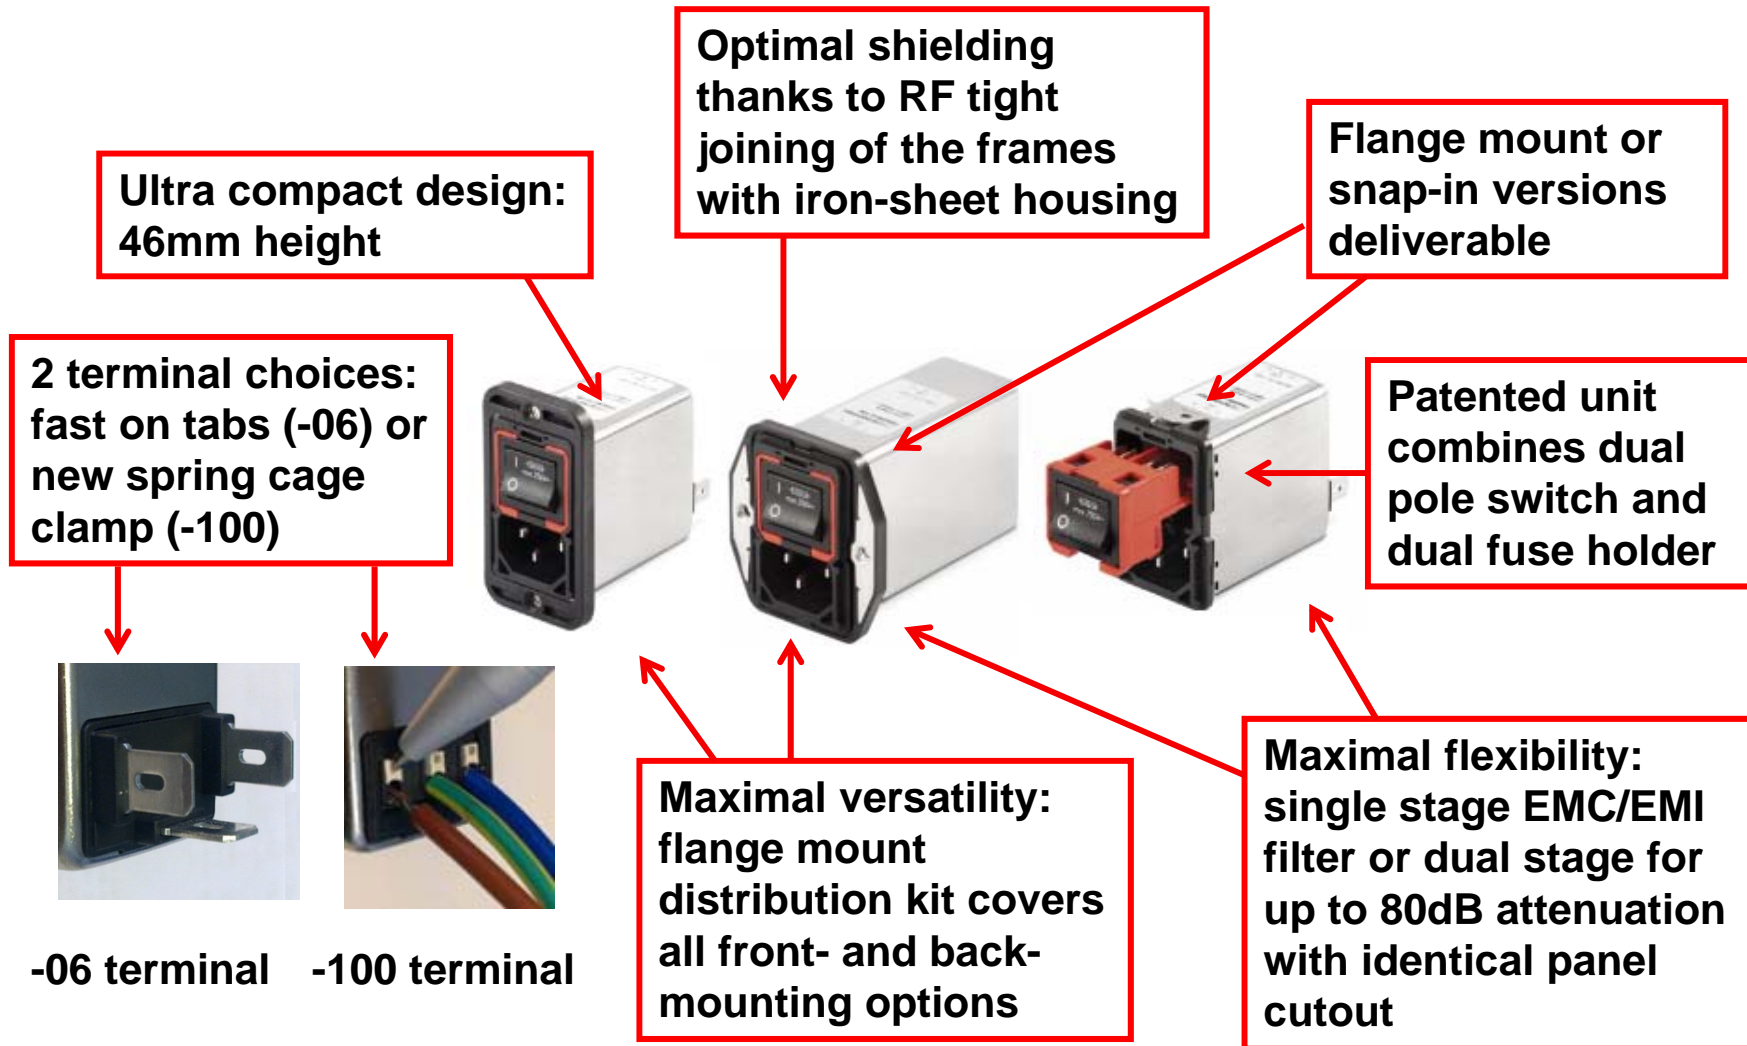 Optimal shielding
thanks to RF tight
joining of the frames
with iron-sheet housing
Flange mount or
snap-in versions
deliverable
Ultra compact design:
46mm height
2 terminal choices:
fast on tabs (-06) or
new spring cage
clamp (-100)
Patented unit
combines dual
pole switch and
dual fuse holder
Maximal versatility:
flange mount
distribution kit covers
all front- and back-
mounting options
Maximal flexibility:
single stage EMC/EMI
filter or dual stage for
up to 80dB attenuation
with identical panel
cutout
-06 terminal
-100 terminal